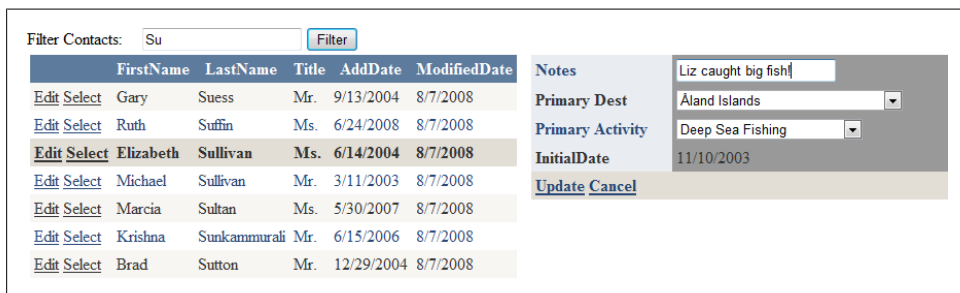 Filter Contacts: Su Filter
FirstName LastName Title AddDate ModifiedDate
Edit Select Gary Suess Mr. 9/13/2004 8/7/2008
Edit Select Ruth Suffin Ms. 6/24/2008 8/7/2008
Edit Select Elizabeth Sullivan Ms. 6/14/2004 8/7/2008
Edit Select Michael Sullivan Mr. 3/11/2003 8/7/2008
Edit Select Marcia Sultan Ms. 5/30/2007 8/7/2008
Edit Select Krishna Sunkammurali Mr. 6/15/2006 8/7/2008
Edit Select Brad Sutton Mr. 12/29/2004 8/7/2008
Notes Liz caught big fish!
Primary Dest Åland Islands
Primary Activity Deep Sea Fishing
InitialDate 11/10/2003
Update Cancel